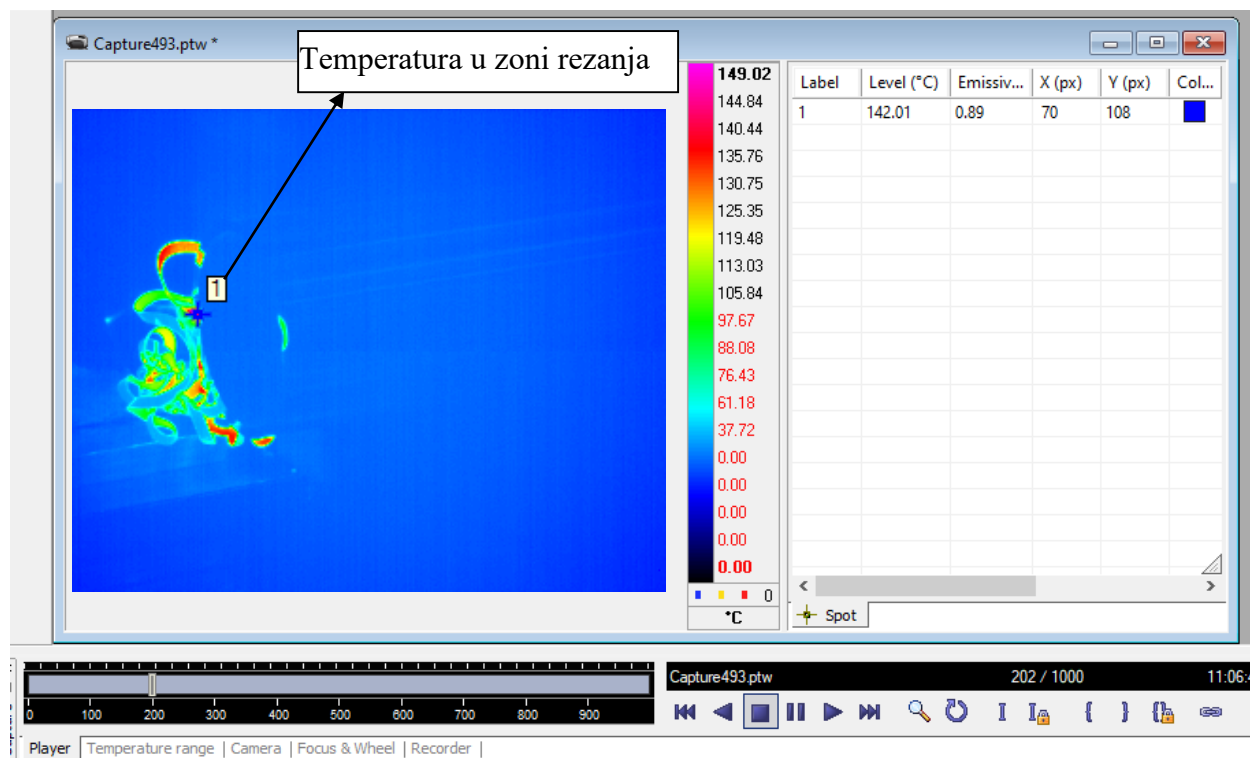 Capture493.ptw *
Temperatura u zoni rezanja
1
149.02
144.84
140.44
135.76
130.75
125.35
119.48
113.03
105.84
97.67
88.08
76.43
61.18
37.72
0.00
0.00
0.00
0.00
0.00
0
°C
Label Level (°C) Emissiv... X (px) Y (px) Col...
1 142.01 0.89 70 108
Spot
0 100 200 300 400 500 600 700 800 900
Capture493.ptw 202 / 1000 11:06:4
Player Temperature range Camera Focus & Wheel Recorder